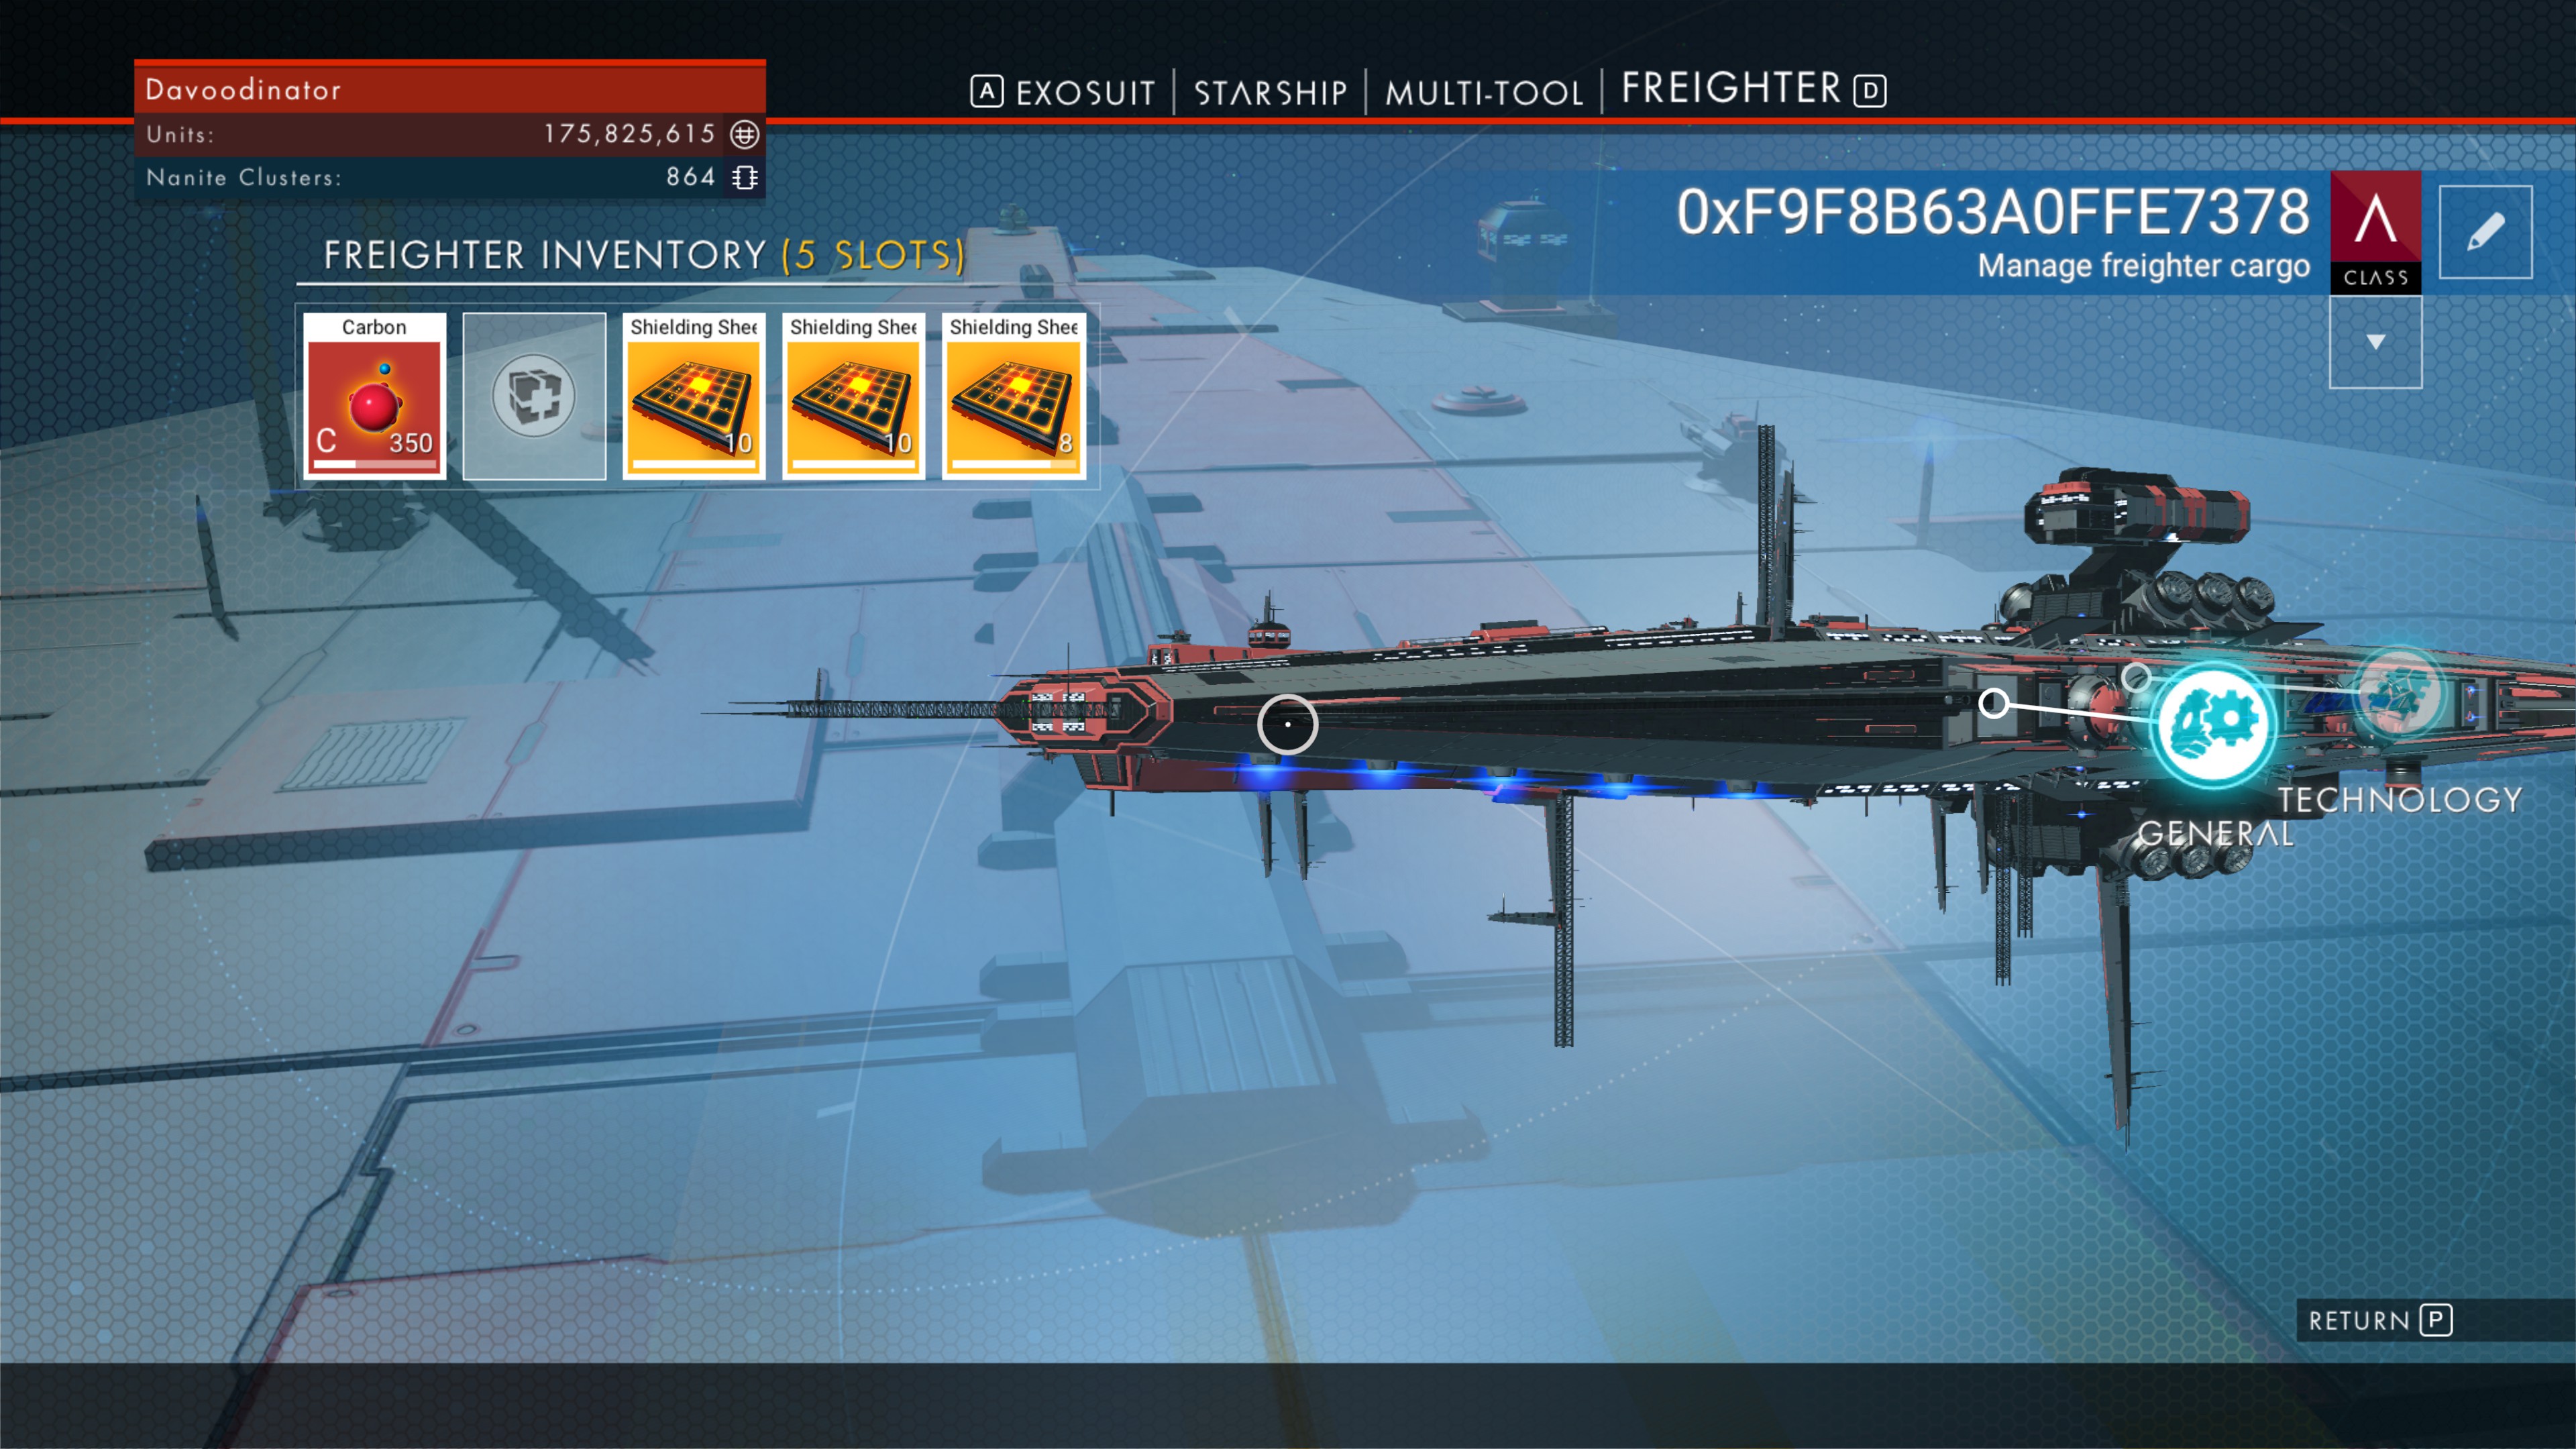 Davoodinator
Units: 175,825,615
Nanite Clusters: 864
A EXOSUIT STARSHIP MULTI-TOOL FREIGHTER D
0xF9F8B63A0FFE7378
Manage freighter cargo
A
CLASS
FREIGHTER INVENTORY (5 SLOTS)
Carbon Shielding Shee Shielding Shee Shielding Shee
C 350 10 10 8
TECHNOLOGY
GENERAL
RETURN P